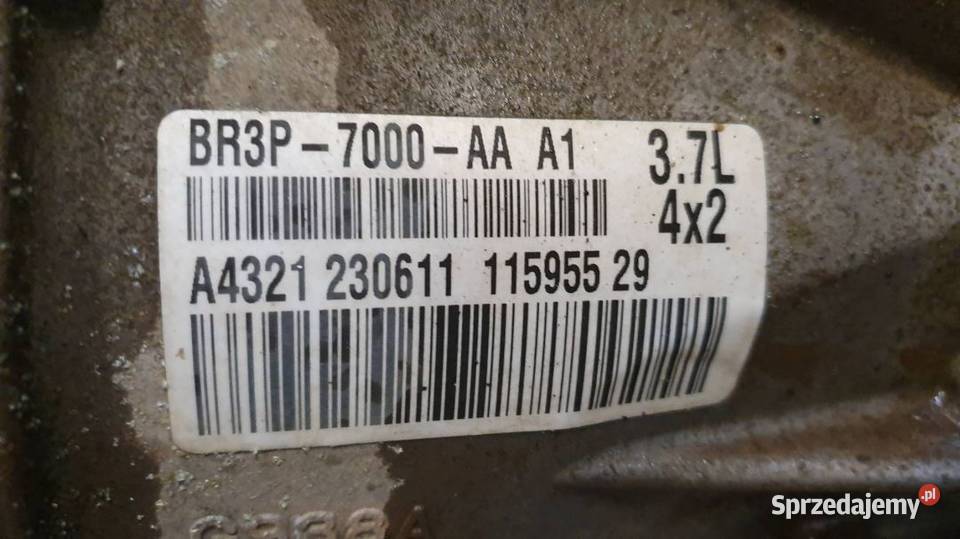 BR3P-7000-AA A1 3.7L
4x2
A4321 230611 115955 29
Sprzedajemy.pl